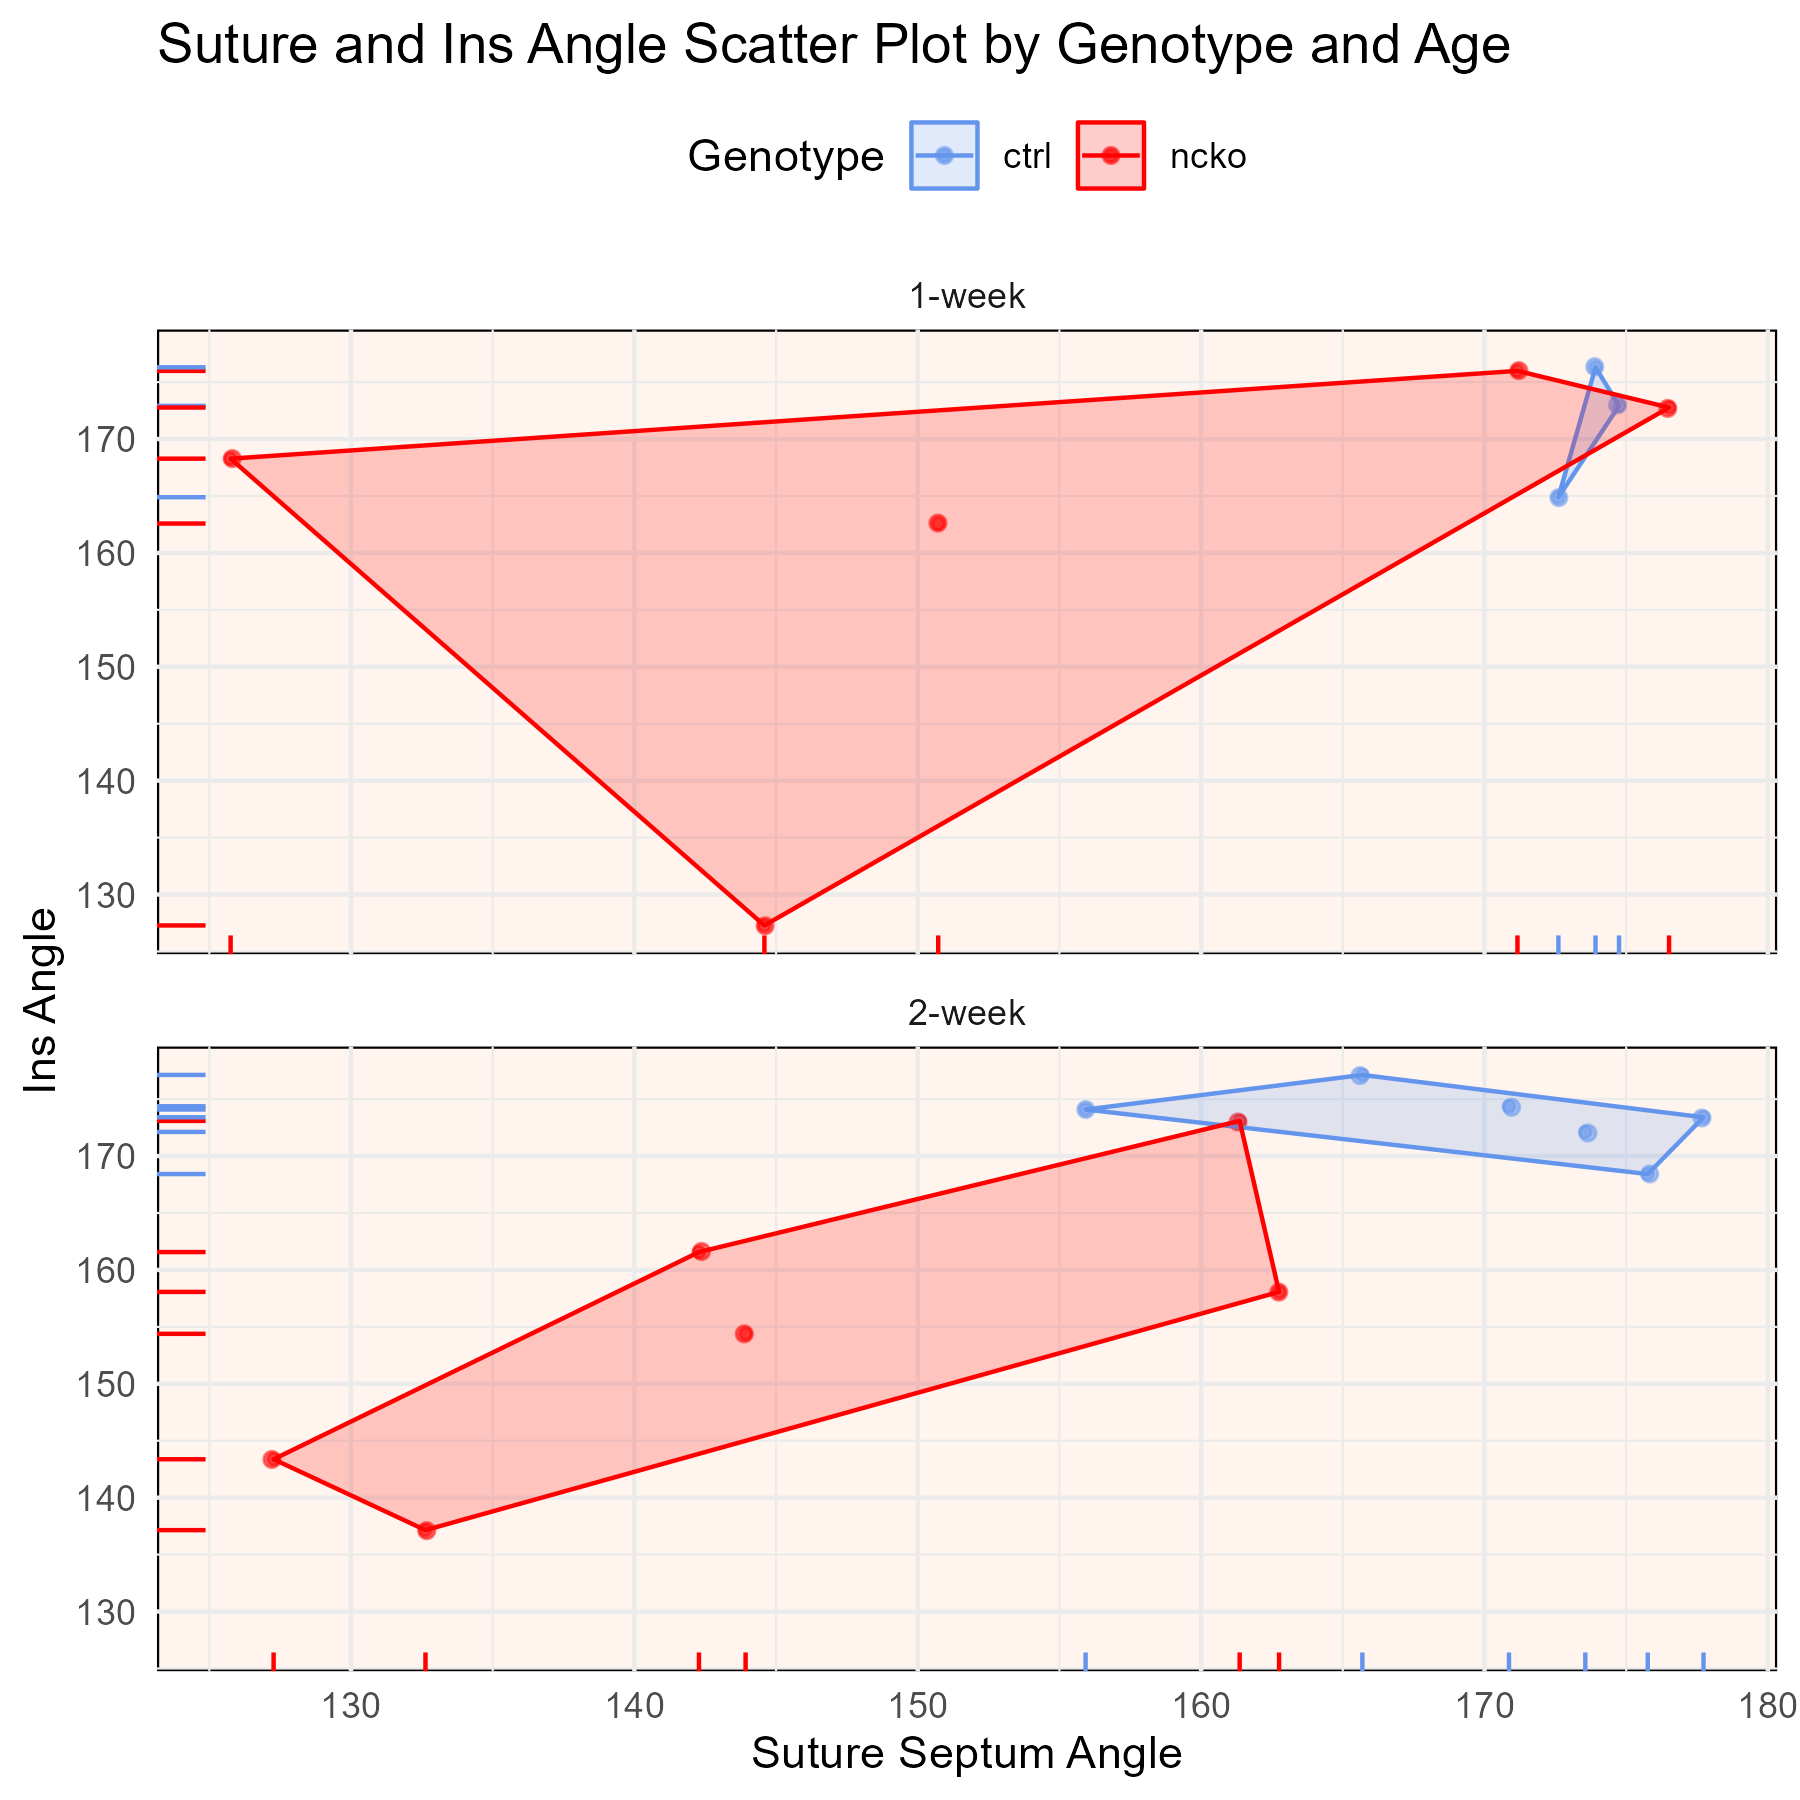 Suture and Ins Angle Scatter Plot by Genotype and Age
Genotype ctrl ncko
1-week
170
160
150
140
130
Ins Angle
2-week
170
160
150
140
130
130 140 150 160 170 180
Suture Septum Angle